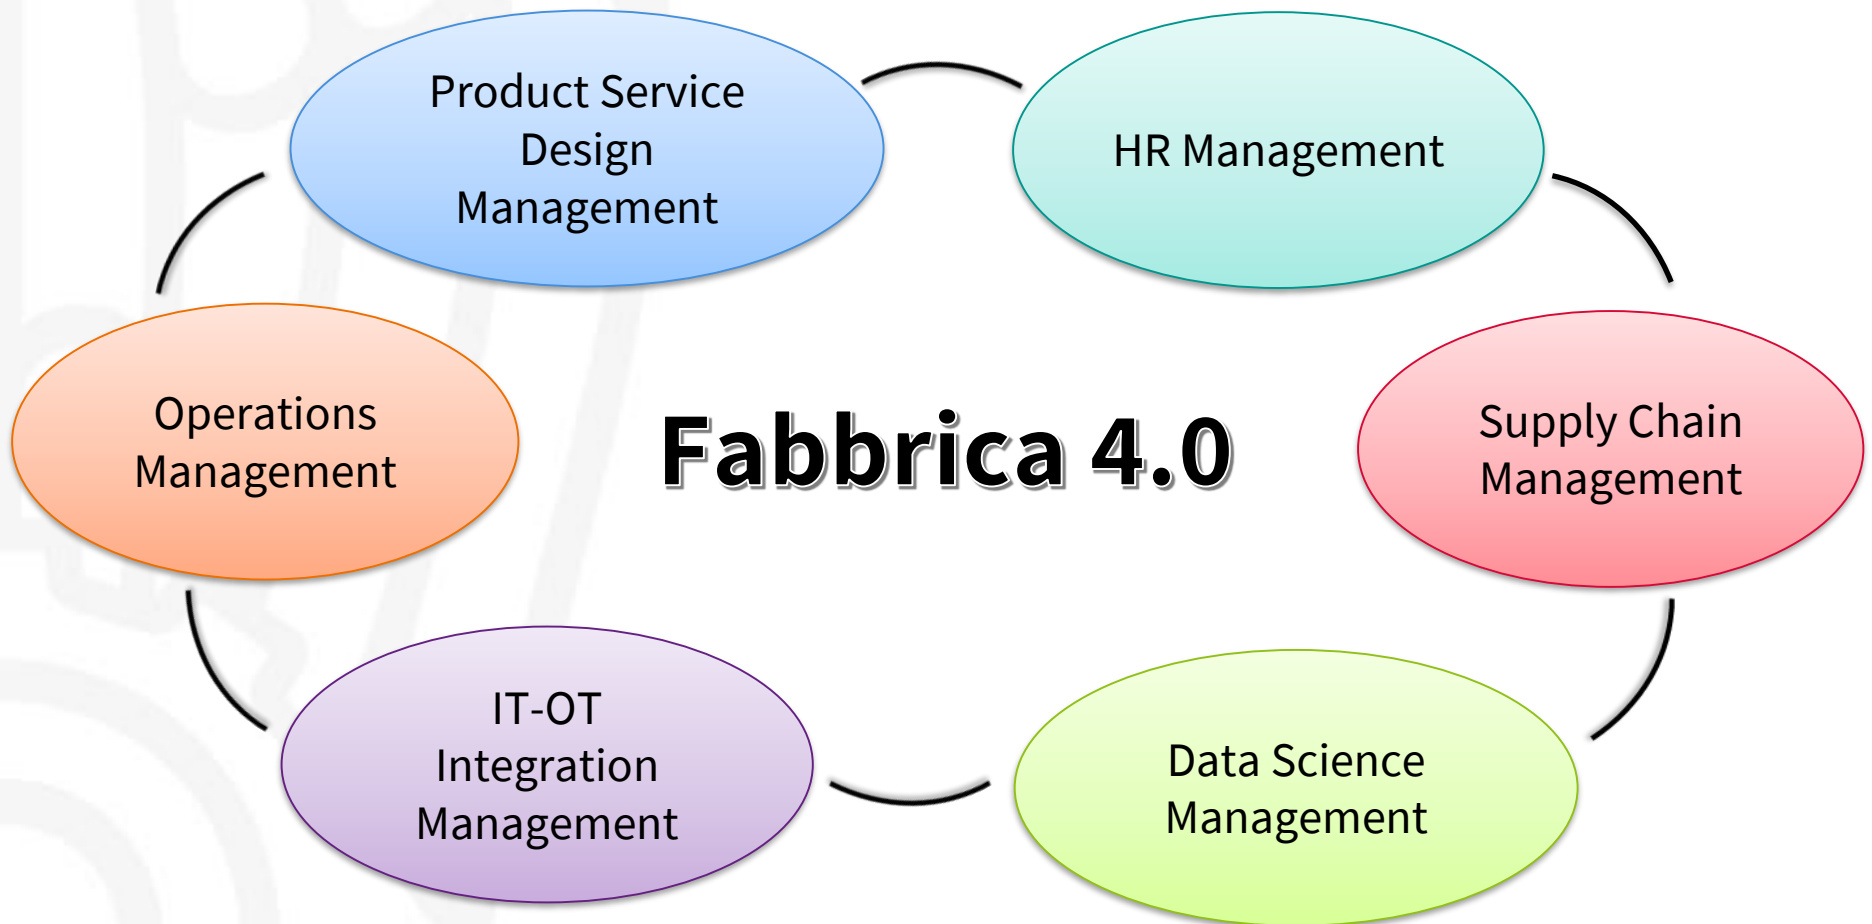 Product Service
Design
Management
HR Management
Operations
Management
Fabbrica 4.0
Supply Chain
Management
IT-OT
Integration
Management
Data Science
Management